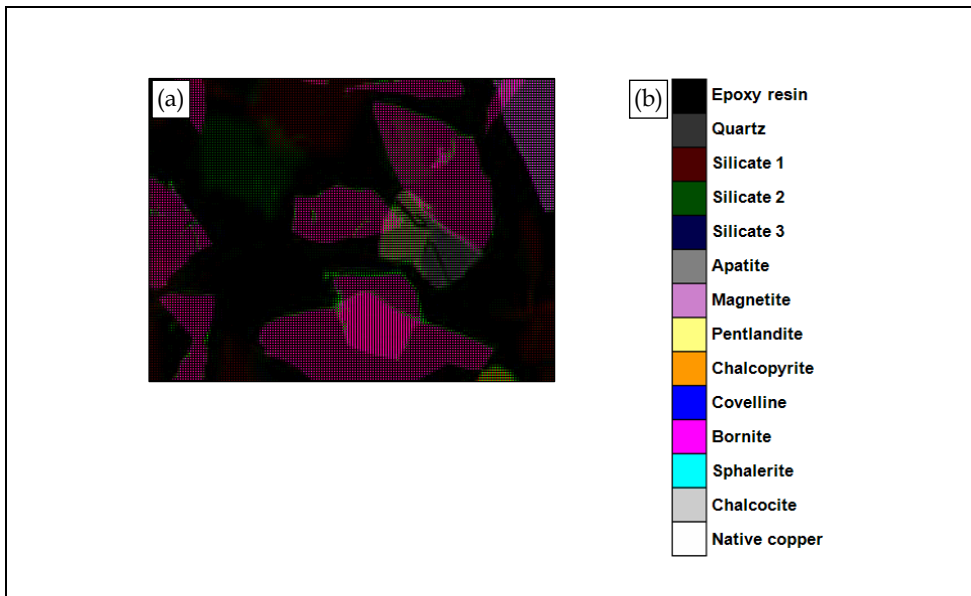 (a)
(b)
Epoxy resin
Quartz
Silicate 1
Silicate 2
Silicate 3
Apatite
Magnetite
Pentlandite
Chalcopyrite
Covelline
Bornite
Sphalerite
Chalcocite
Native copper